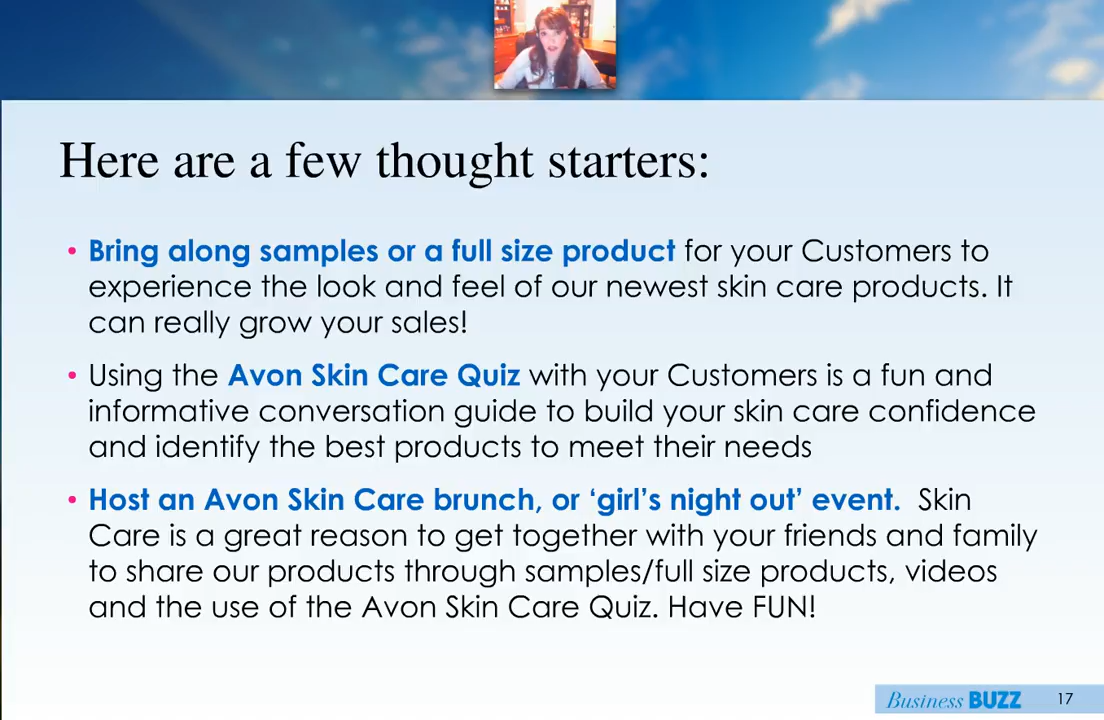 Here are a few thought starters:
• Bring along samples or a full size product for your Customers to
experience the look and feel of our newest skin care products. It
can really grow your sales!
• Using the Avon Skin Care Quiz with your Customers is a fun and
informative conversation guide to build your skin care confidence
and identify the best products to meet their needs
• Host an Avon Skin Care brunch, or ‘girl’s night out’ event.  Skin
Care is a great reason to get together with your friends and family
to share our products through samples/full size products, videos
and the use of the Avon Skin Care Quiz. Have FUN!
Business BUZZ 17